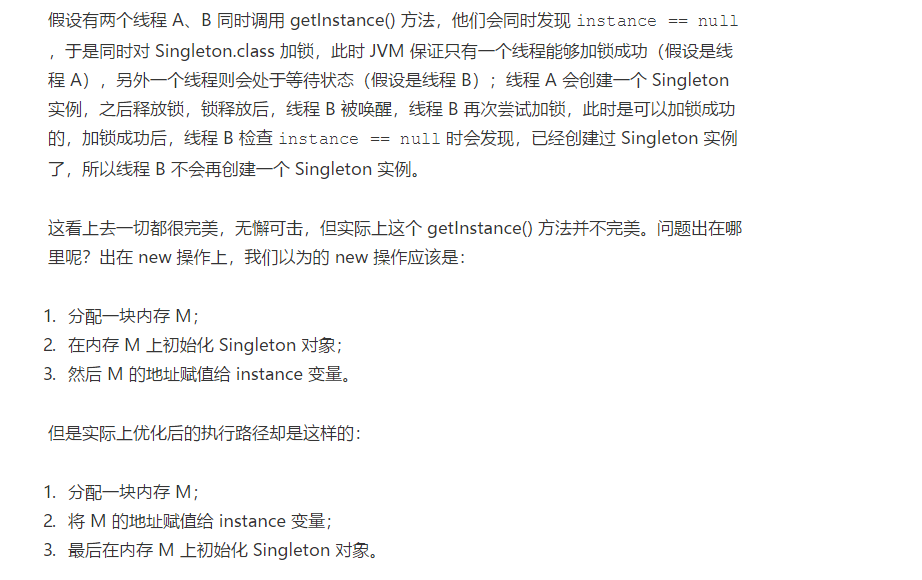 假设有两个线程 A、B 同时调用 getInstance() 方法，他们会同时发现 instance == null
，于是同时对 Singleton.class 加锁，此时 JVM 保证只有一个线程能够加锁成功（假设是线
程 A），另外一个线程则会处于等待状态（假设是线程 B）；线程 A 会创建一个 Singleton
实例，之后释放锁，锁释放后，线程 B 被唤醒，线程 B 再次尝试加锁，此时是可以加锁成功
的，加锁成功后，线程 B 检查 instance == null 时会发现，已经创建过 Singleton 实例
了，所以线程 B 不会再创建一个 Singleton 实例。
这看上去一切都很完美，无懈可击，但实际上这个 getInstance() 方法并不完美。问题出在哪
里呢？出在 new 操作上，我们以为的 new 操作应该是：
1. 分配一块内存 M；
2. 在内存 M 上初始化 Singleton 对象；
3. 然后 M 的地址赋值给 instance 变量。
但是实际上优化后的执行路径却是这样的：
1. 分配一块内存 M；
2. 将 M 的地址赋值给 instance 变量；
3. 最后在内存 M 上初始化 Singleton 对象。